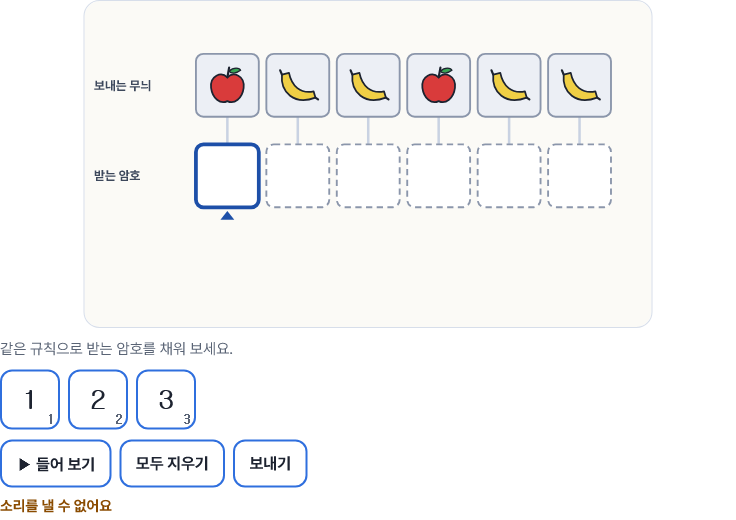 보내는 무늬
받는 암호
같은 규칙으로 받는 암호를 채워 보세요.
1 1 2 2 3 3
▶ 들어 보기 모두 지우기 보내기
소리를 낼 수 없어요